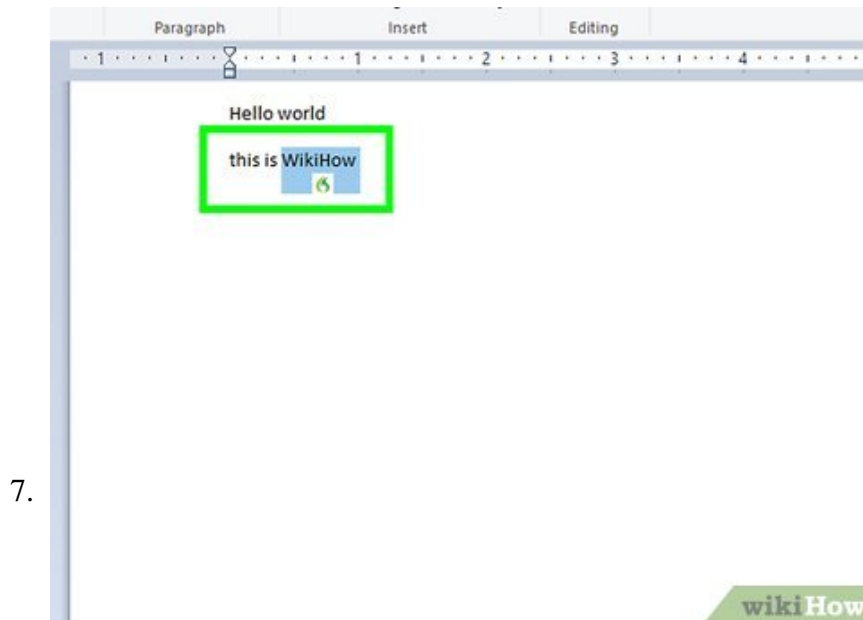 Paragraph Insert Editing
1 1 2 3 4
Hello world
this is WikiHow
7.
wikiHow